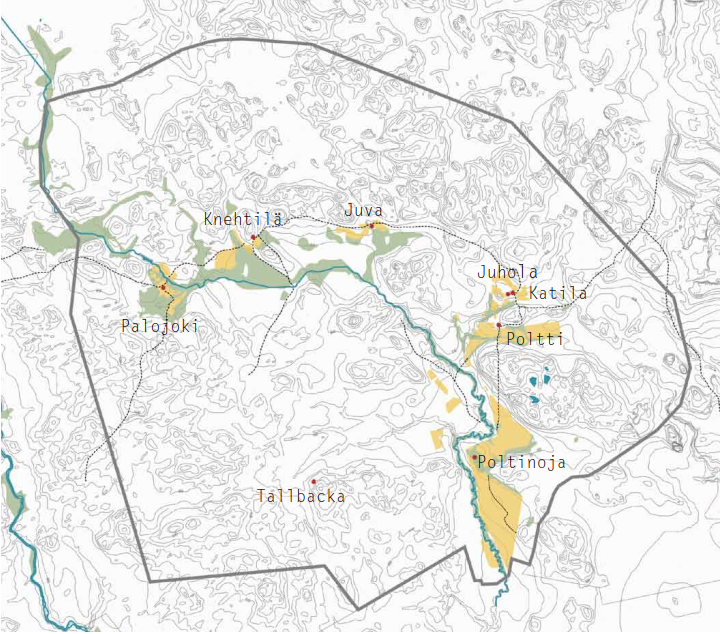 Juva
Knehtilä
Juhola
Katila
Palojoki
Poltti
Poltinoja
Tallbacka